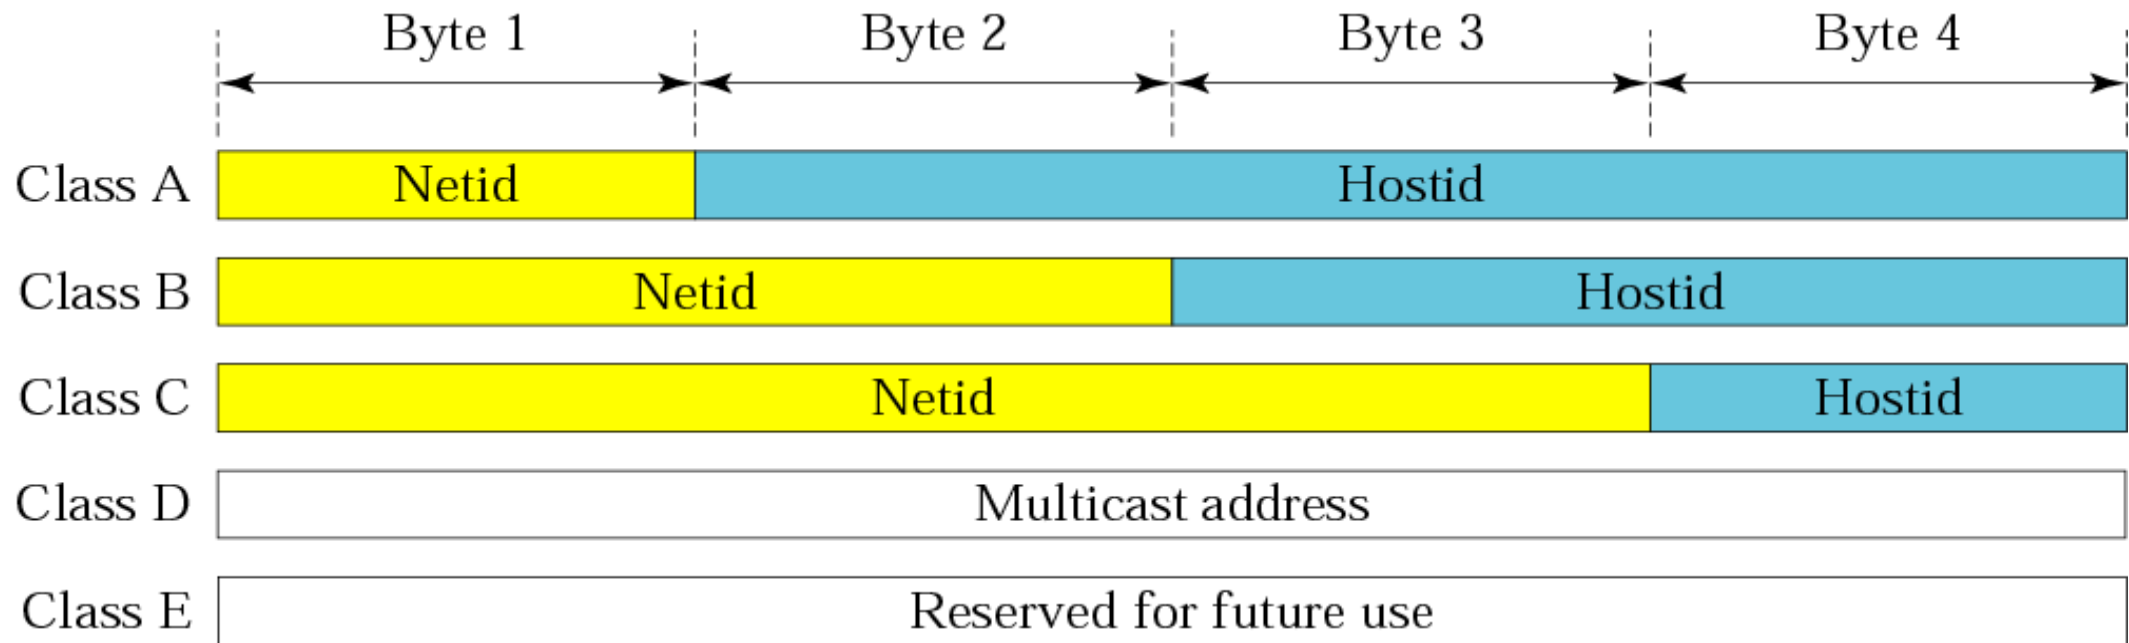 Byte 1 Byte 2 Byte 3 Byte 4
Class A Netid Hostid
Class B Netid Hostid
Class C Netid Hostid
Class D Multicast address
Class E Reserved for future use